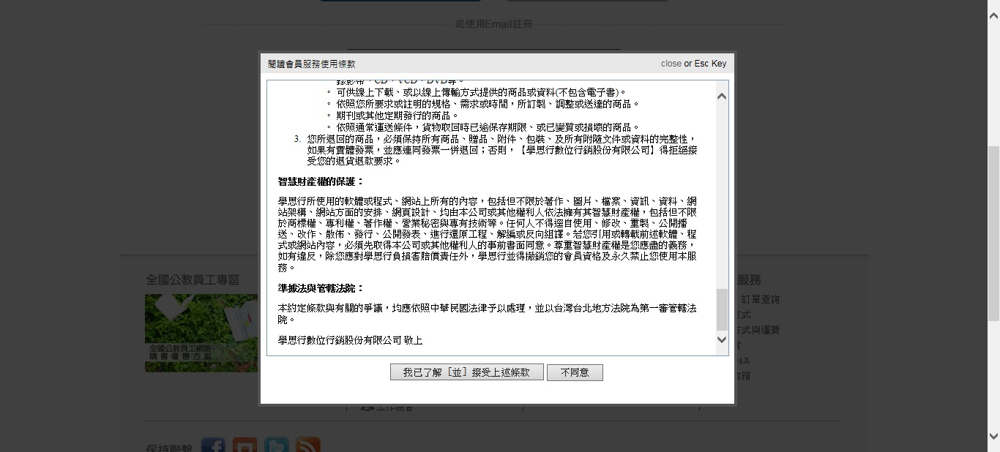 或使用Email註冊
閱讀會員服務使用條款
close or Esc Key
錄影帶、CD、VCD、DVD等。
可供線上下載、或以線上傳輸方式提供的商品或資料(不包含電子書)。
依照您所要求或註明的規格、需求或時間，所訂製、調整或送達的商品。
期刊或其他定期發行的商品。
依照通常運送條件，貨物取回時已逾保存期限、或已變質或損壞的商品。
3. 您所退回的商品，必須保持所有商品、贈品、附件、包裝、及所有附隨文件或資料的完整性，
如果有實體發票，並應連同發票一併退回；否則，【學思行數位行銷股份有限公司】得拒絕接
受您的退貨退款要求。
智慧財產權的保護：
學思行所使用的軟體或程式、網站上所有的內容，包括但不限於著作、圖片、檔案、資訊、資料、網
站架構、網站方面的安排、網頁設計、均由本公司或其他權利人依法擁有其智慧財產權，包括但不限
於商標權、專利權、著作權、營業秘密與專有技術等。任何人不得逕自使用、修改、重製、公開播
送、改作、散佈、發行、公開發表、進行還原工程、解編或反向組譯。若您引用或轉載前述軟體、程
式或網站內容，必須先取得本公司或其他權利人的事前書面同意。尊重智慧財產權是您應盡的義務，
如有違反，除您應對學思行負損害賠償責任外，學思行並得撤銷您的會員資格及永久禁止您使用本服
務。
準據法與管轄法院：
本約定條款與有關的爭議，均應依照中華民國法律予以處理，並以台灣台北地方法院為第一審管轄法
院。
學思行數位行銷股份有限公司 敬上
我已了解［並］接受上述條款
不同意
全國公教員工專區
全國公教員工網路
購書優惠方案
服務
訂單查詢
方式
方式與運費
&A
信箱
工作機會
保持聯繫